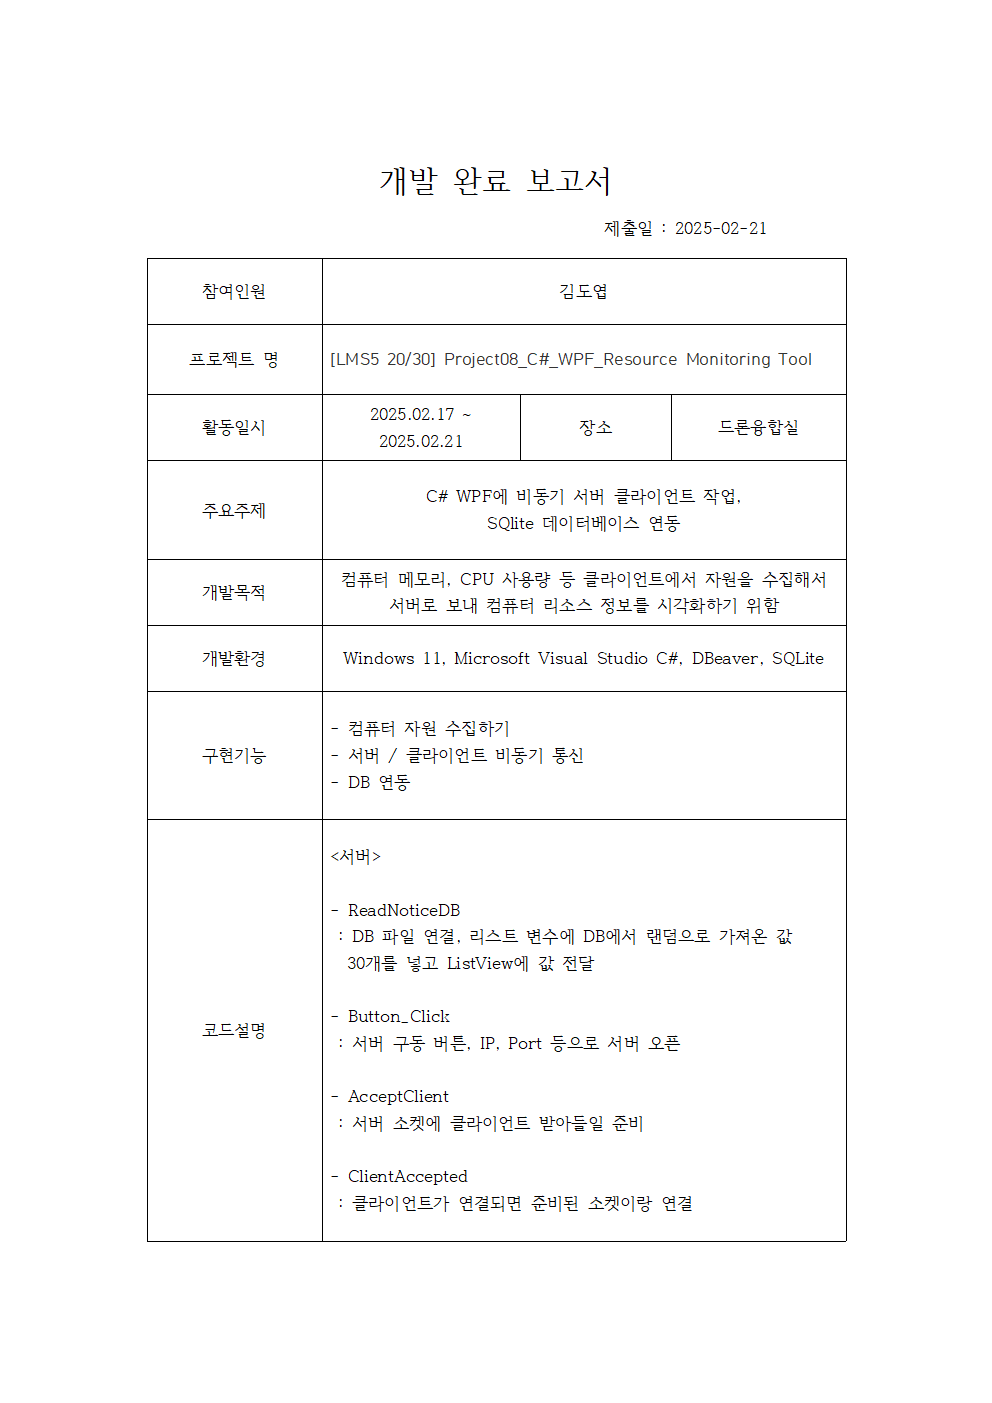 개발 완료 보고서
제출일 : 2025-02-21
참여인원
김도엽
프로젝트 명
[LMS5 20/30] Project08_C#_WPF_Resource Monitoring Tool
활동일시
2025.02.17 ~
2025.02.21
장소
드론융합실
주요주제
C# WPF에 비동기 서버 클라이언트 작업,
SQlite 데이터베이스 연동
개발목적
컴퓨터 메모리, CPU 사용량 등 클라이언트에서 자원을 수집해서
서버로 보내 컴퓨터 리소스 정보를 시각화하기 위함
개발환경
Windows 11, Microsoft Visual Studio C#, DBeaver, SQLite
구현기능
- 컴퓨터 자원 수집하기
- 서버 / 클라이언트 비동기 통신
- DB 연동
코드설명
<서버>
- ReadNoticeDB
: DB 파일 연결, 리스트 변수에 DB에서 랜덤으로 가져온 값
30개를 넣고 ListView에 값 전달
- Button_Click
: 서버 구동 버튼, IP, Port 등으로 서버 오픈
- AcceptClient
: 서버 소켓에 클라이언트 받아들일 준비
- ClientAccepted
: 클라이언트가 연결되면 준비된 소켓이랑 연결